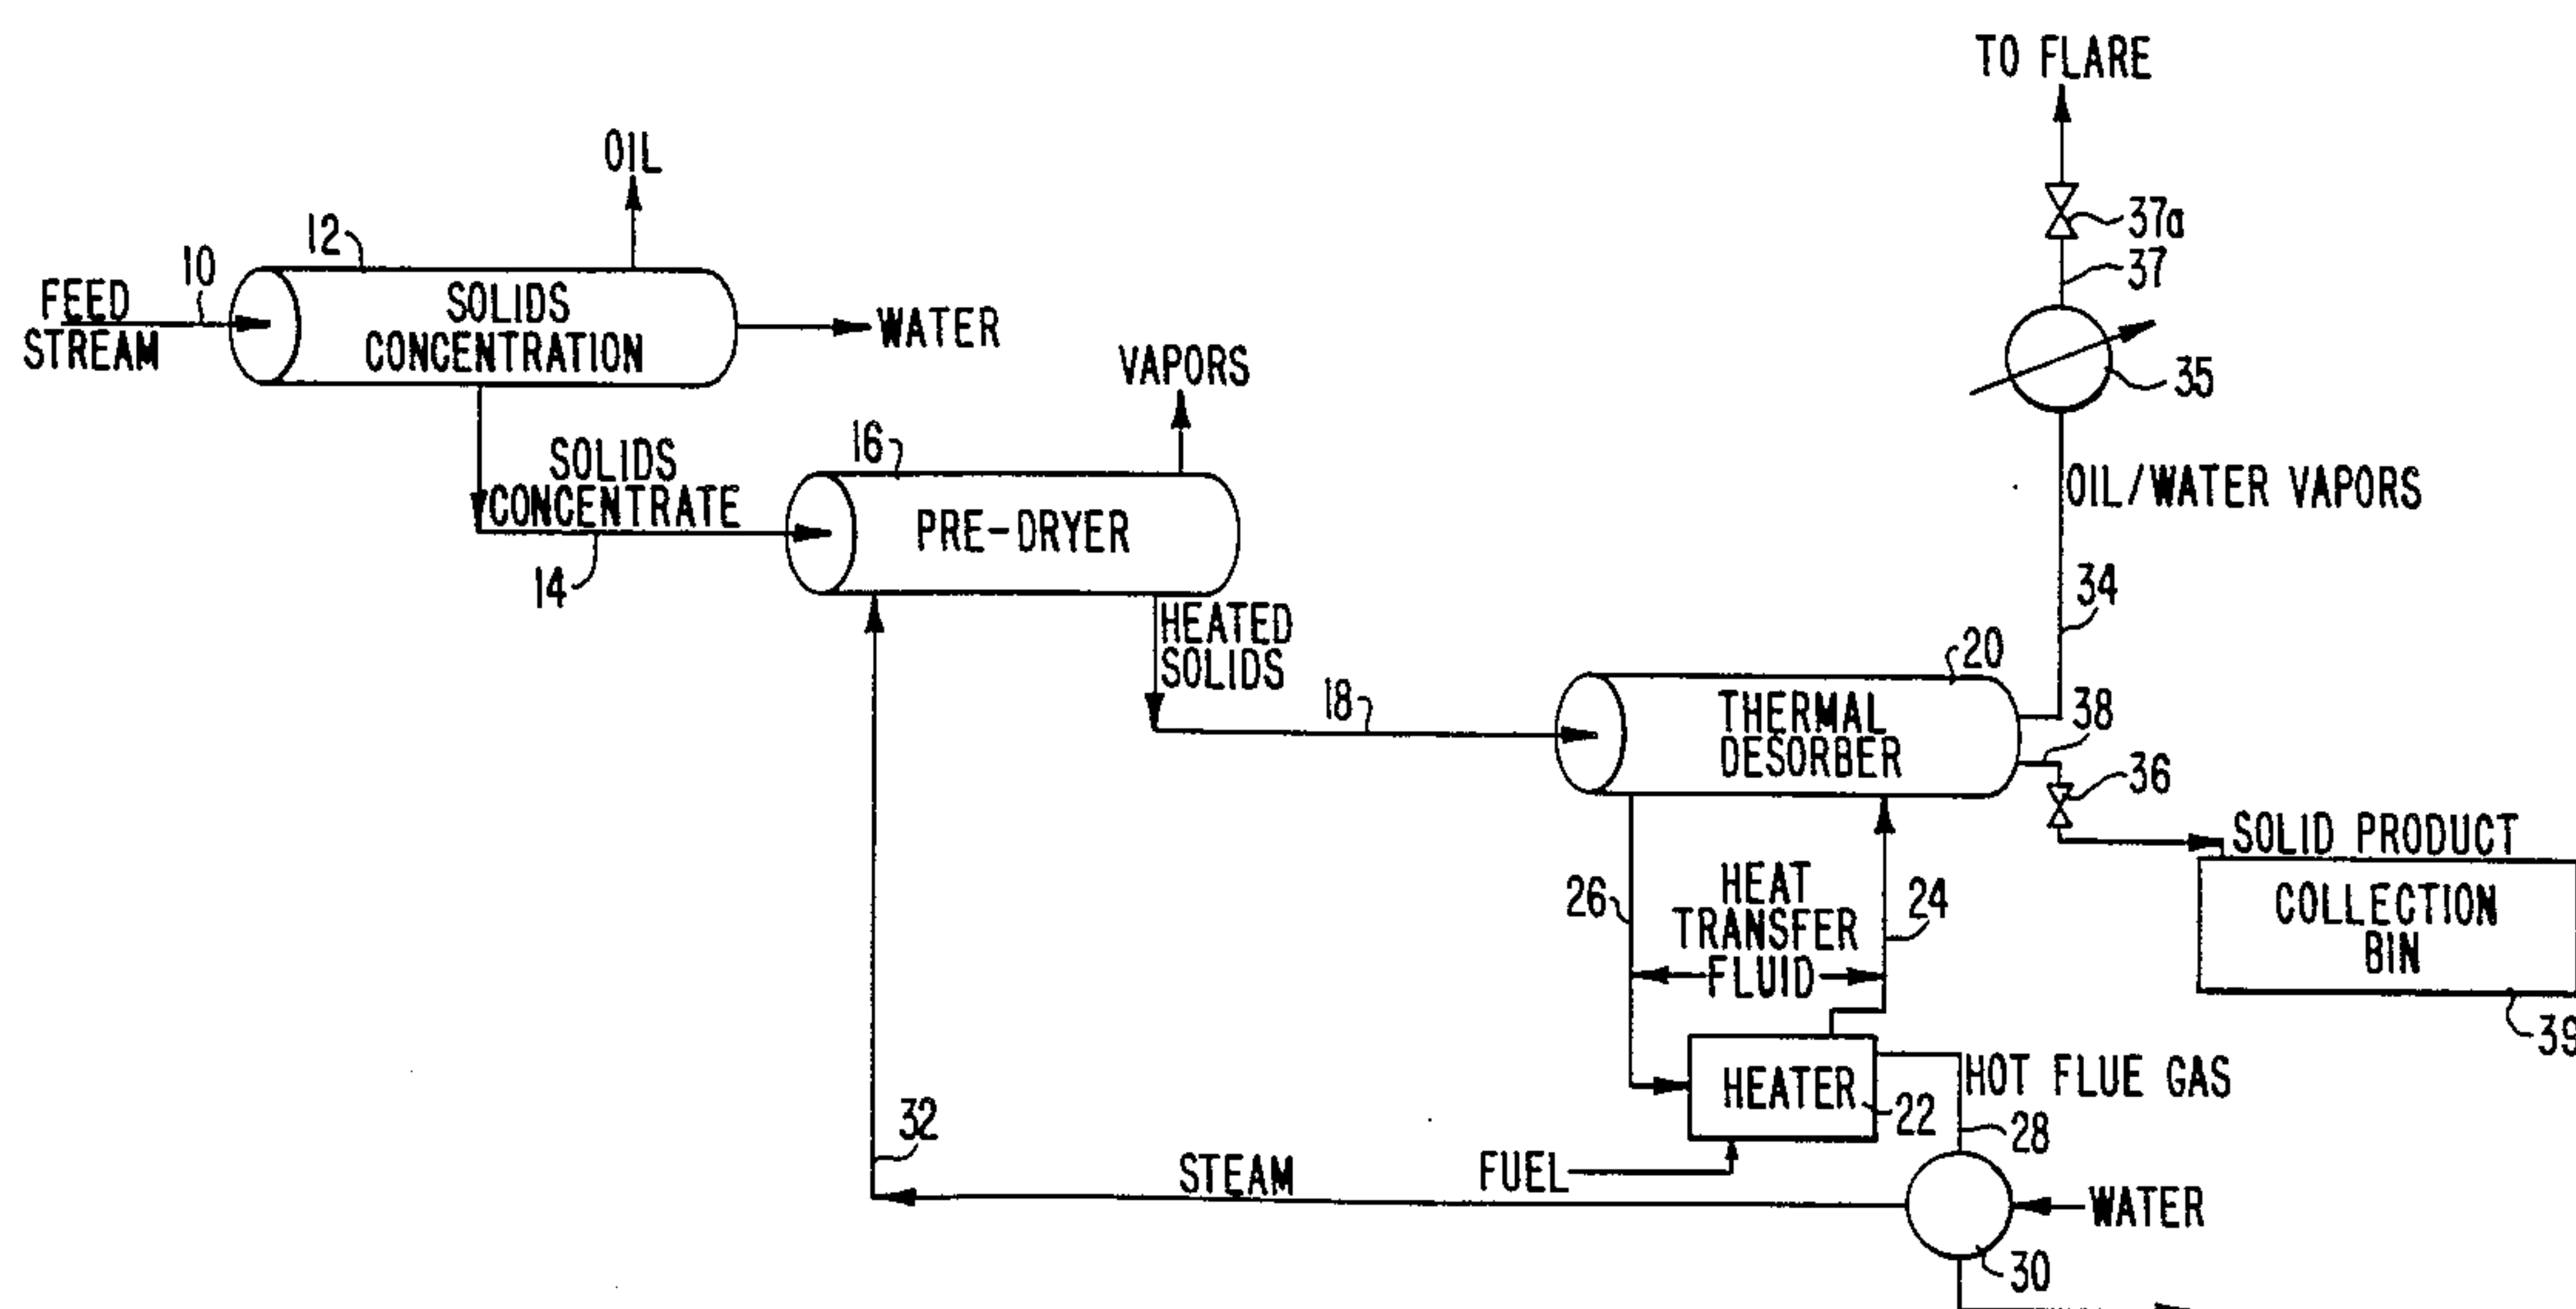 TO FLARE
37a
37
35
OIL/WATER VAPORS
34
OIL
12
10
FEED
STREAM
SOLIDS
CONCENTRATION
WATER
VAPORS
16
SOLIDS
CONCENTRATE
14
PRE-DRYER
HEATED
SOLIDS
18
20
THERMAL
DESORBER
38
36
SOLID PRODUCT
COLLECTION
BIN
39
26
HEAT
TRANSFER
FLUID
24
HEATER
22
HOT FLUE GAS
28
FUEL
32
STEAM
WATER
30